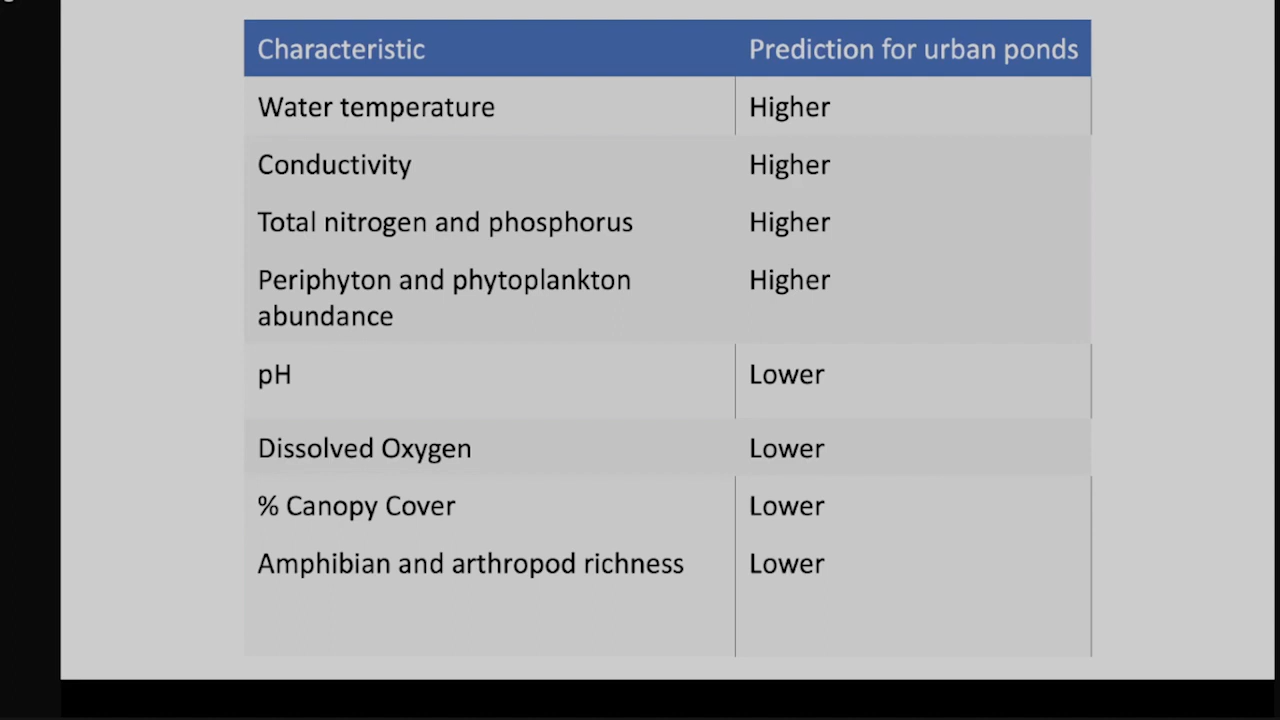 Characteristic Prediction for urban ponds
Water temperature Higher
Conductivity Higher
Total nitrogen and phosphorus Higher
Periphyton and phytoplankton Higher
abundance
pH Lower
Dissolved Oxygen Lower
% Canopy Cover Lower
Amphibian and arthropod richness Lower